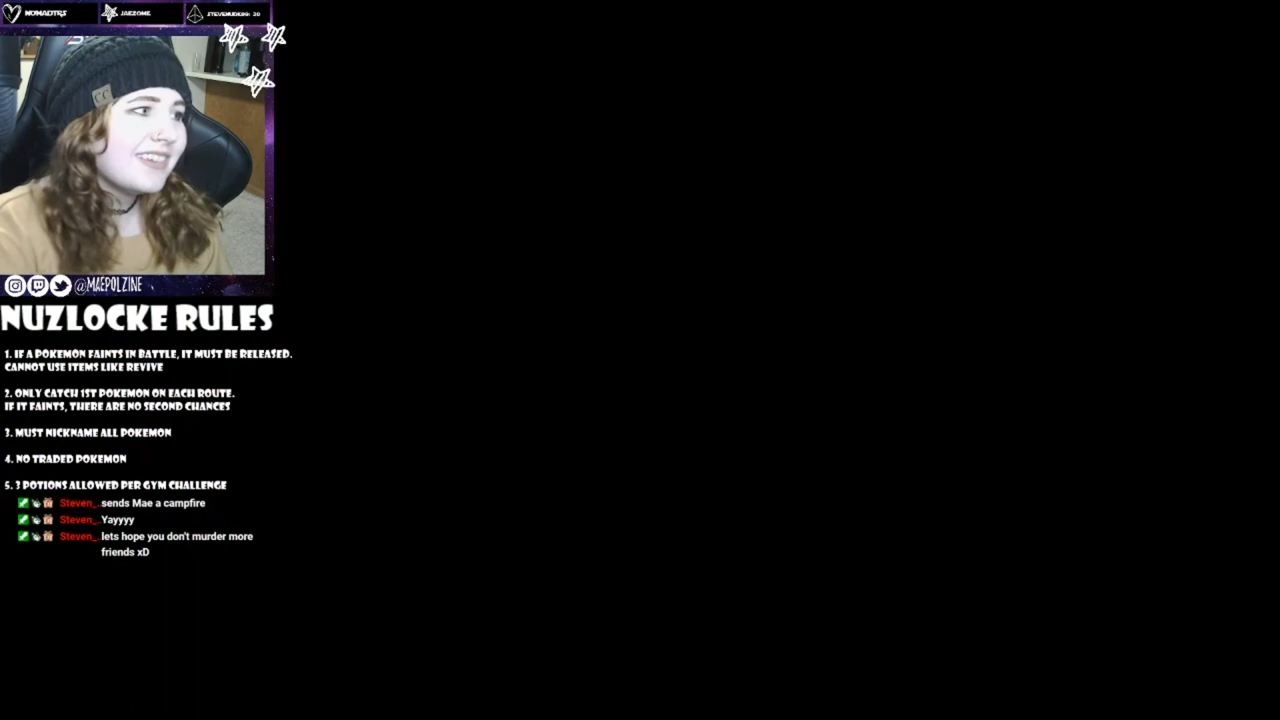 NOMADTRS
JAEZONE
@MAEPOLZINE
NUZLOCKE RULES
1. IF A POKEMON FAINTS IN BATTLE, IT MUST BE RELEASED.
CANNOT USE ITEMS LIKE REVIVE
2. ONLY CATCH 1ST POKEMON ON EACH ROUTE.
IF IT FAINTS, THERE ARE NO SECOND CHANCES
3. MUST NICKNAME ALL POKEMON
4. NO TRADED POKEMON
5. 3 POTIONS ALLOWED PER GYM CHALLENGE
Steven_.. sends Mae a campfire
Steven_.. Yayyyy
Steven_.. lets hope you don't murder more
friends xD